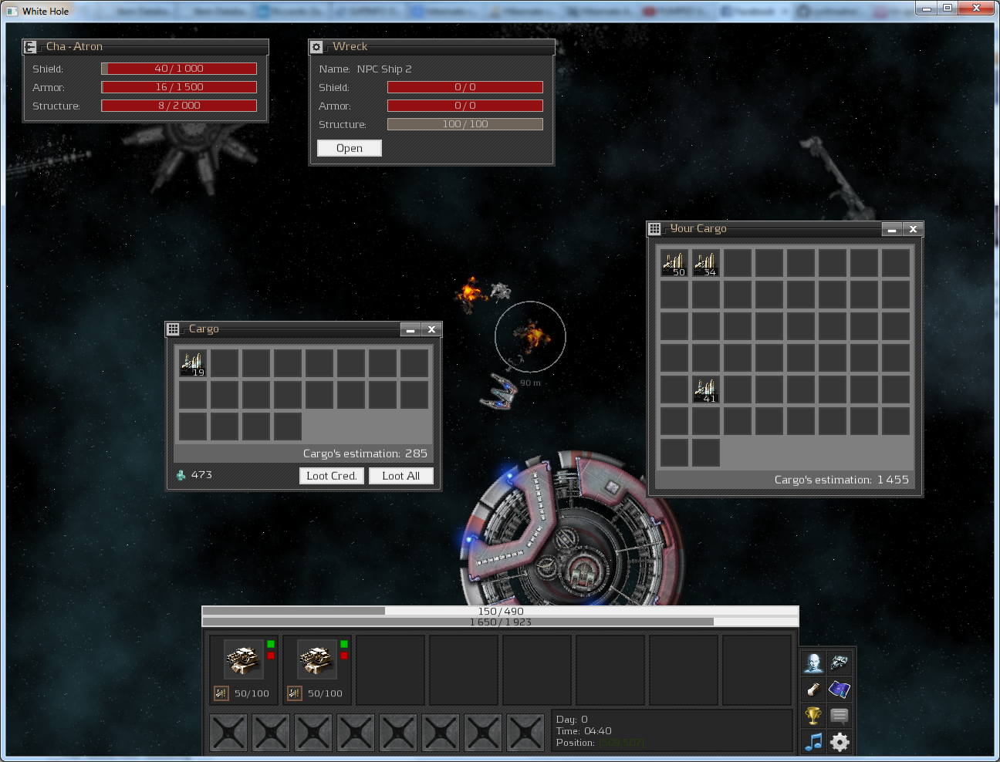 White Hole
Cha - Atron
Shield: 40 / 1 000
Armor: 16 / 1 500
Structure: 8 / 2 000
Wreck
Name: NPC Ship 2
Shield: 0 / 0
Armor: 0 / 0
Structure: 100 / 100
Open
Your Cargo
50 34
41
Cargo's estimation: 1 455
Cargo
19
Cargo's estimation: 285
473
Loot Cred. Loot All
90 m
150 / 490
1 650 / 1 923
50/100 50/100
Day: 0
Time: 04:40
Position: